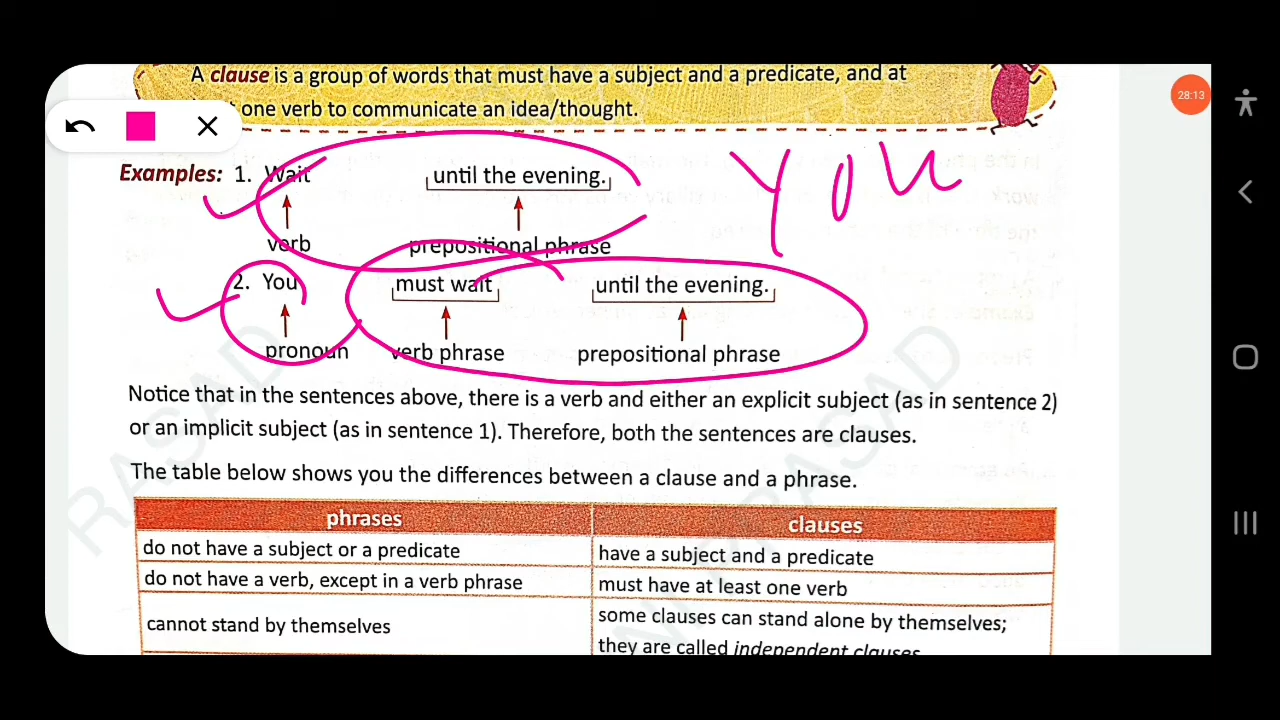 A clause is a group of words that must have a subject and a predicate, and at
one verb to communicate an idea/thought.
28:13
Examples: 1. Wait until the evening.
verb prepositional phrase
YOU
2. You must wait until the evening.
pronoun verb phrase prepositional phrase
Notice that in the sentences above, there is a verb and either an explicit subject (as in sentence 2)
or an implicit subject (as in sentence 1). Therefore, both the sentences are clauses.
The table below shows you the differences between a clause and a phrase.
phrases clauses
do not have a subject or a predicate have a subject and a predicate
do not have a verb, except in a verb phrase must have at least one verb
cannot stand by themselves some clauses can stand alone by themselves;
they are called independent clauses
RASAD
RASAD